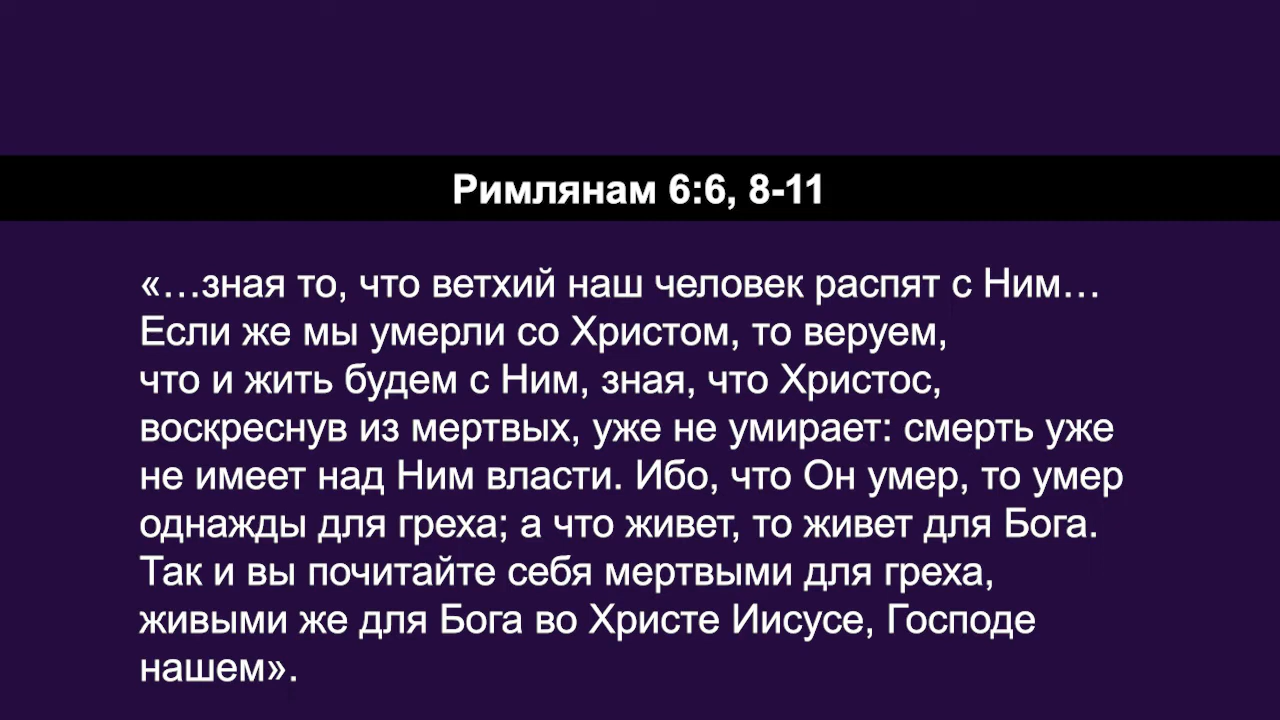 Римлянам 6:6, 8-11
«…зная то, что ветхий наш человек распят с Ним…
Если же мы умерли со Христом, то веруем,
что и жить будем с Ним, зная, что Христос,
воскреснув из мертвых, уже не умирает: смерть уже
не имеет над Ним власти. Ибо, что Он умер, то умер
однажды для греха; а что живет, то живет для Бога.
Так и вы почитайте себя мертвыми для греха,
живыми же для Бога во Христе Иисусе, Господе
нашем».